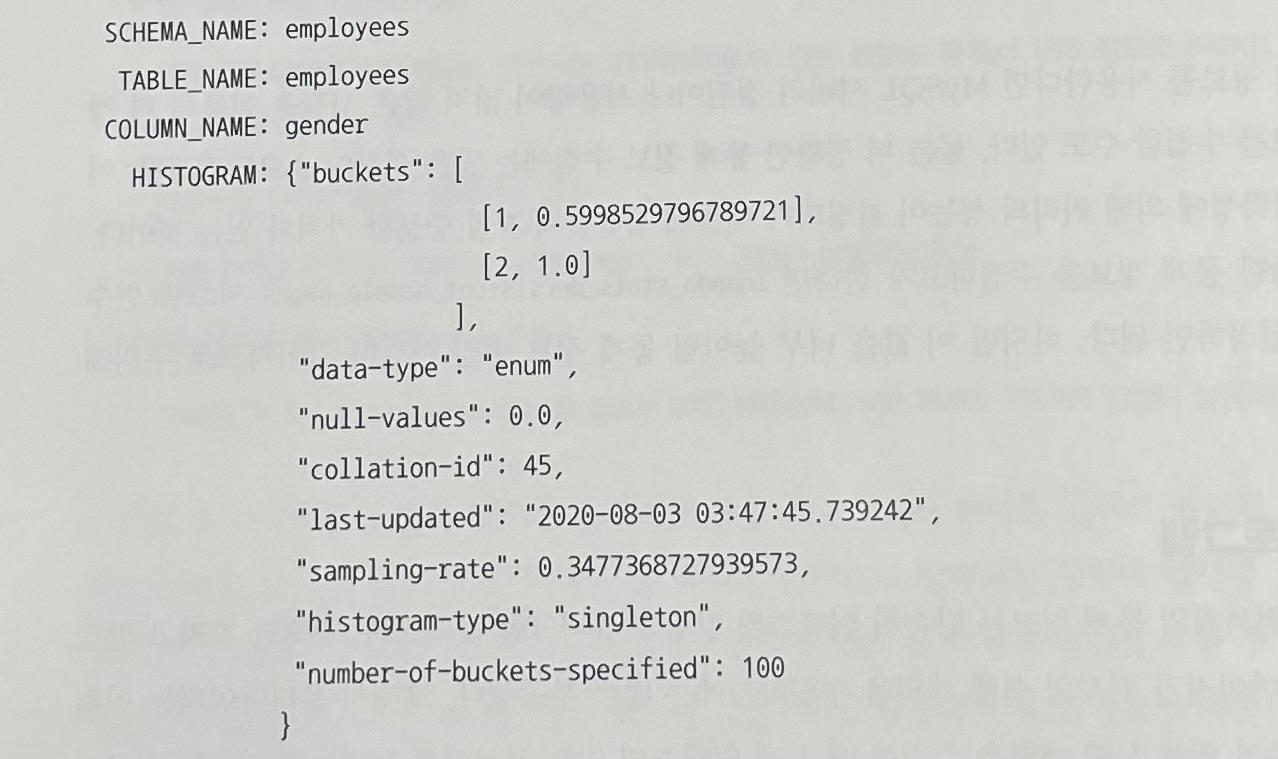 SCHEMA_NAME: employees
TABLE_NAME: employees
COLUMN_NAME: gender
HISTOGRAM: {"buckets": [
[1, 0.5998529796789721],
[2, 1.0]
],
"data-type": "enum",
"null-values": 0.0,
"collation-id": 45,
"last-updated": "2020-08-03 03:47:45.739242",
"sampling-rate": 0.3477368727939573,
"histogram-type": "singleton",
"number-of-buckets-specified": 100
}